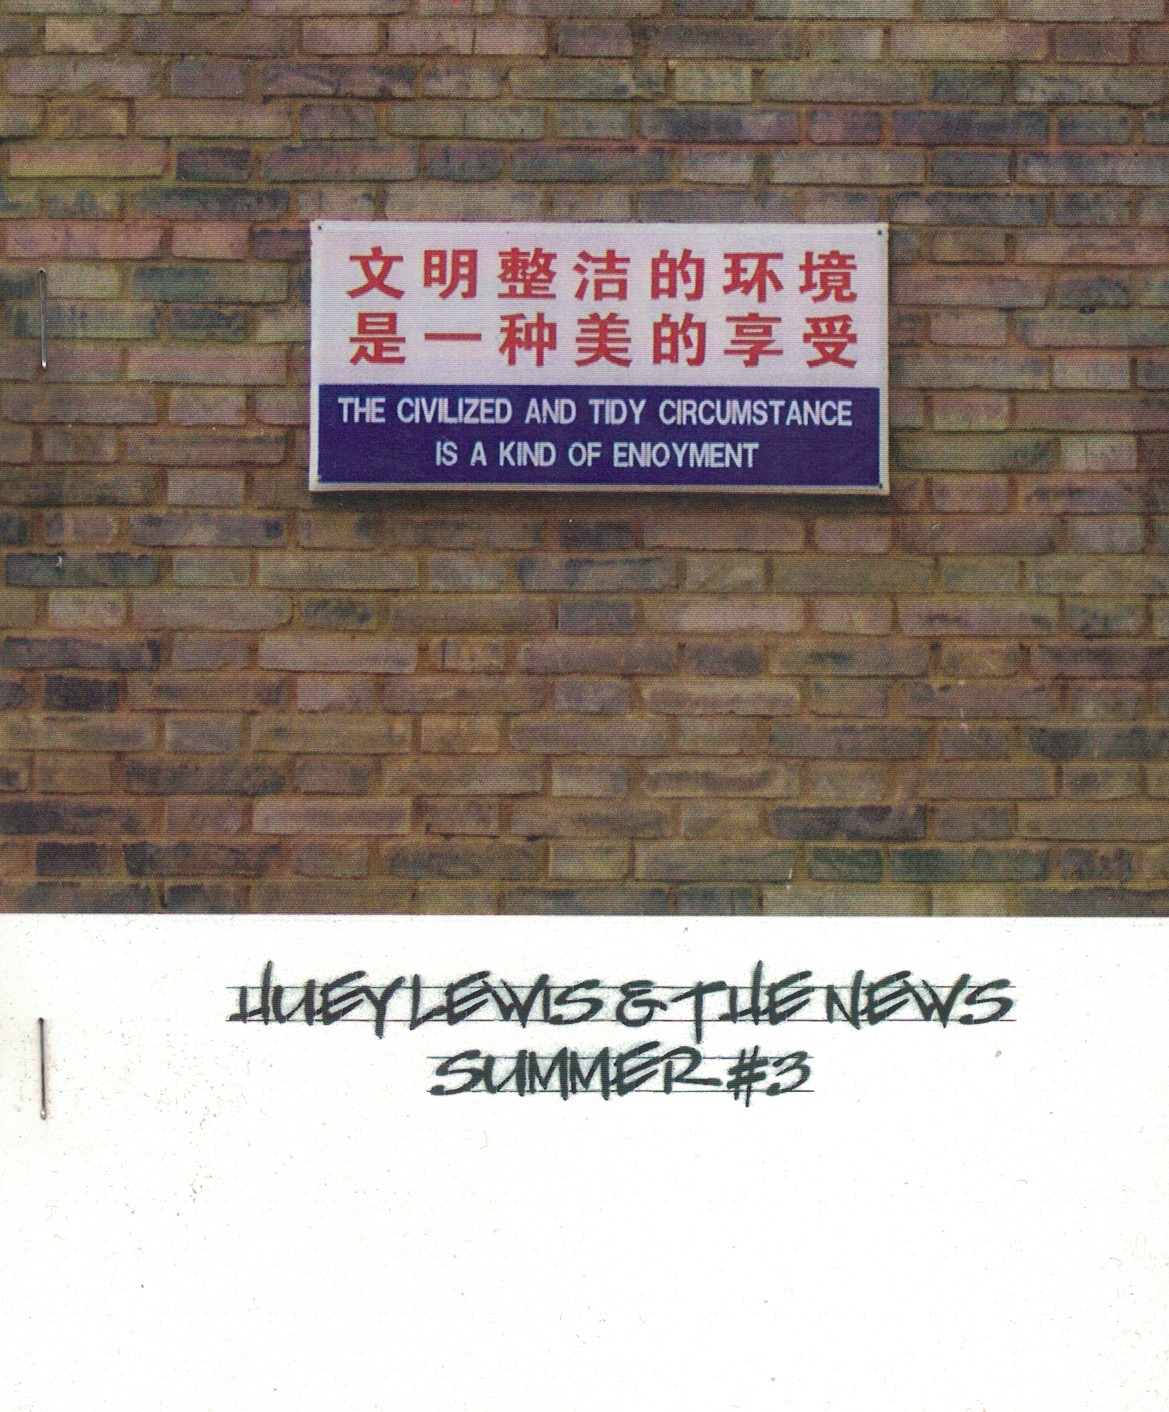 文明整洁的环境
是一种美的享受
THE CIVILIZED AND TIDY CIRCUMSTANCE
IS A KIND OF ENIOYMENT
HUEY LEWIS & THE NEWS
SUMMER #3